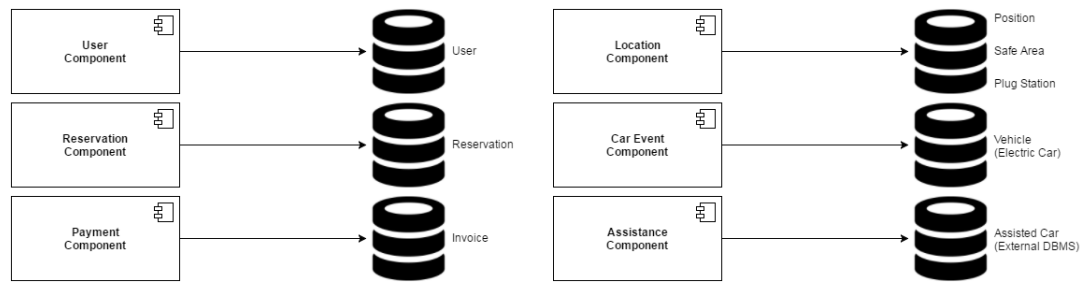 User
Component
User
Reservation
Component
Reservation
Payment
Component
Invoice
Location
Component
Position
Safe Area
Plug Station
Car Event
Component
Vehicle
(Electric Car)
Assistance
Component
Assisted Car
(External DBMS)